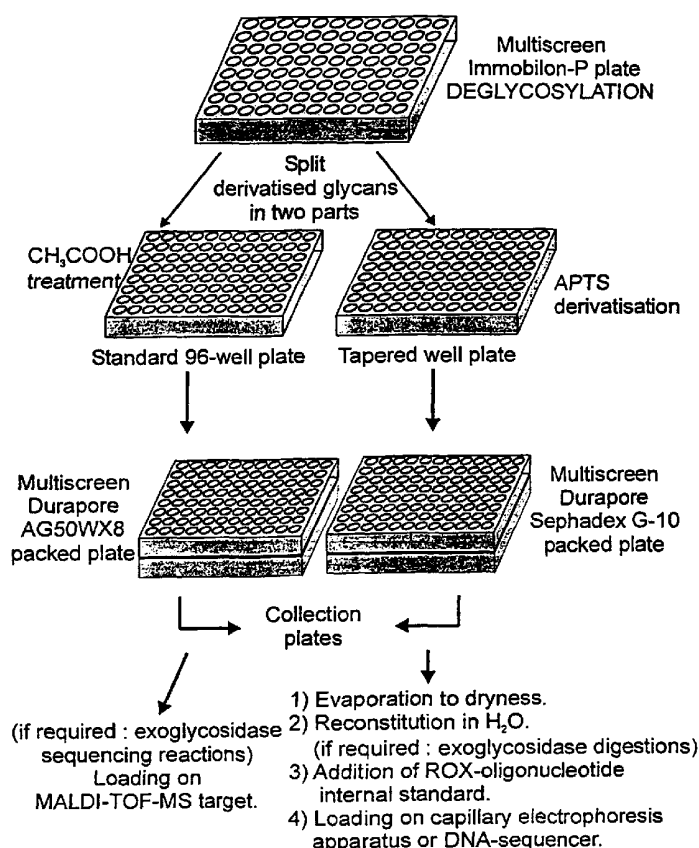 Multiscreen
Immobilon-P plate
DEGLYCOSYLATION
Split
derivatised glycans
in two parts
CH₃COOH
treatment
APTS
derivatisation
Standard 96-well plate
Tapered well plate
Multiscreen
Durapore
AG50WX8
packed plate
Multiscreen
Durapore
Sephadex G-10
packed plate
Collection
plates
(if required : exoglycosidase
sequencing reactions)
Loading on
MALDI-TOF-MS target.
1) Evaporation to dryness.
2) Reconstitution in H₂O.
(if required : exoglycosidase digestions)
3) Addition of ROX-oligonucleotide
internal standard.
4) Loading on capillary electrophoresis
apparatus or DNA-sequencer.